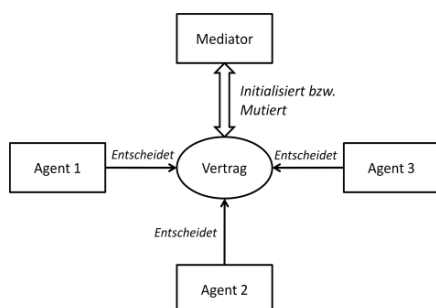 Mediator
Initialisiert bzw.
Mutiert
Entscheidet
Entscheidet
Agent 1
Vertrag
Agent 3
Entscheidet
Agent 2